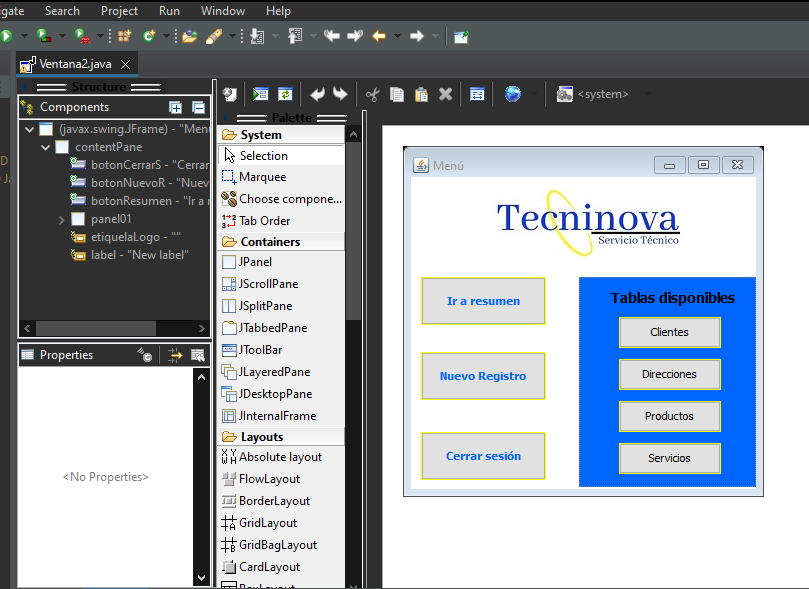 gate Search Project Run Window Help
Ventana2.java
Structure
Components
(javax.swing.JFrame) - "Menú
contentPane
botonCerrarS - "Cerrar
botonNuevoR - "Nuev
botonResumen - "Ir a r
panel01
etiquelaLogo - ""
label - "New label"
Properties
<No Properties>
<system>
Palette
System
Selection
Marquee
Choose compone...
Tab Order
Containers
JPanel
JScrollPane
JSplitPane
JTabbedPane
JToolBar
JLayeredPane
JDesktopPane
JInternalFrame
Layouts
Absolute layout
FlowLayout
BorderLayout
GridLayout
GridBagLayout
CardLayout
BoxLayout
Menú
Tecninova
Servicio Técnico
Ir a resumen
Nuevo Registro
Cerrar sesión
Tablas disponibles
Clientes
Direcciones
Productos
Servicios